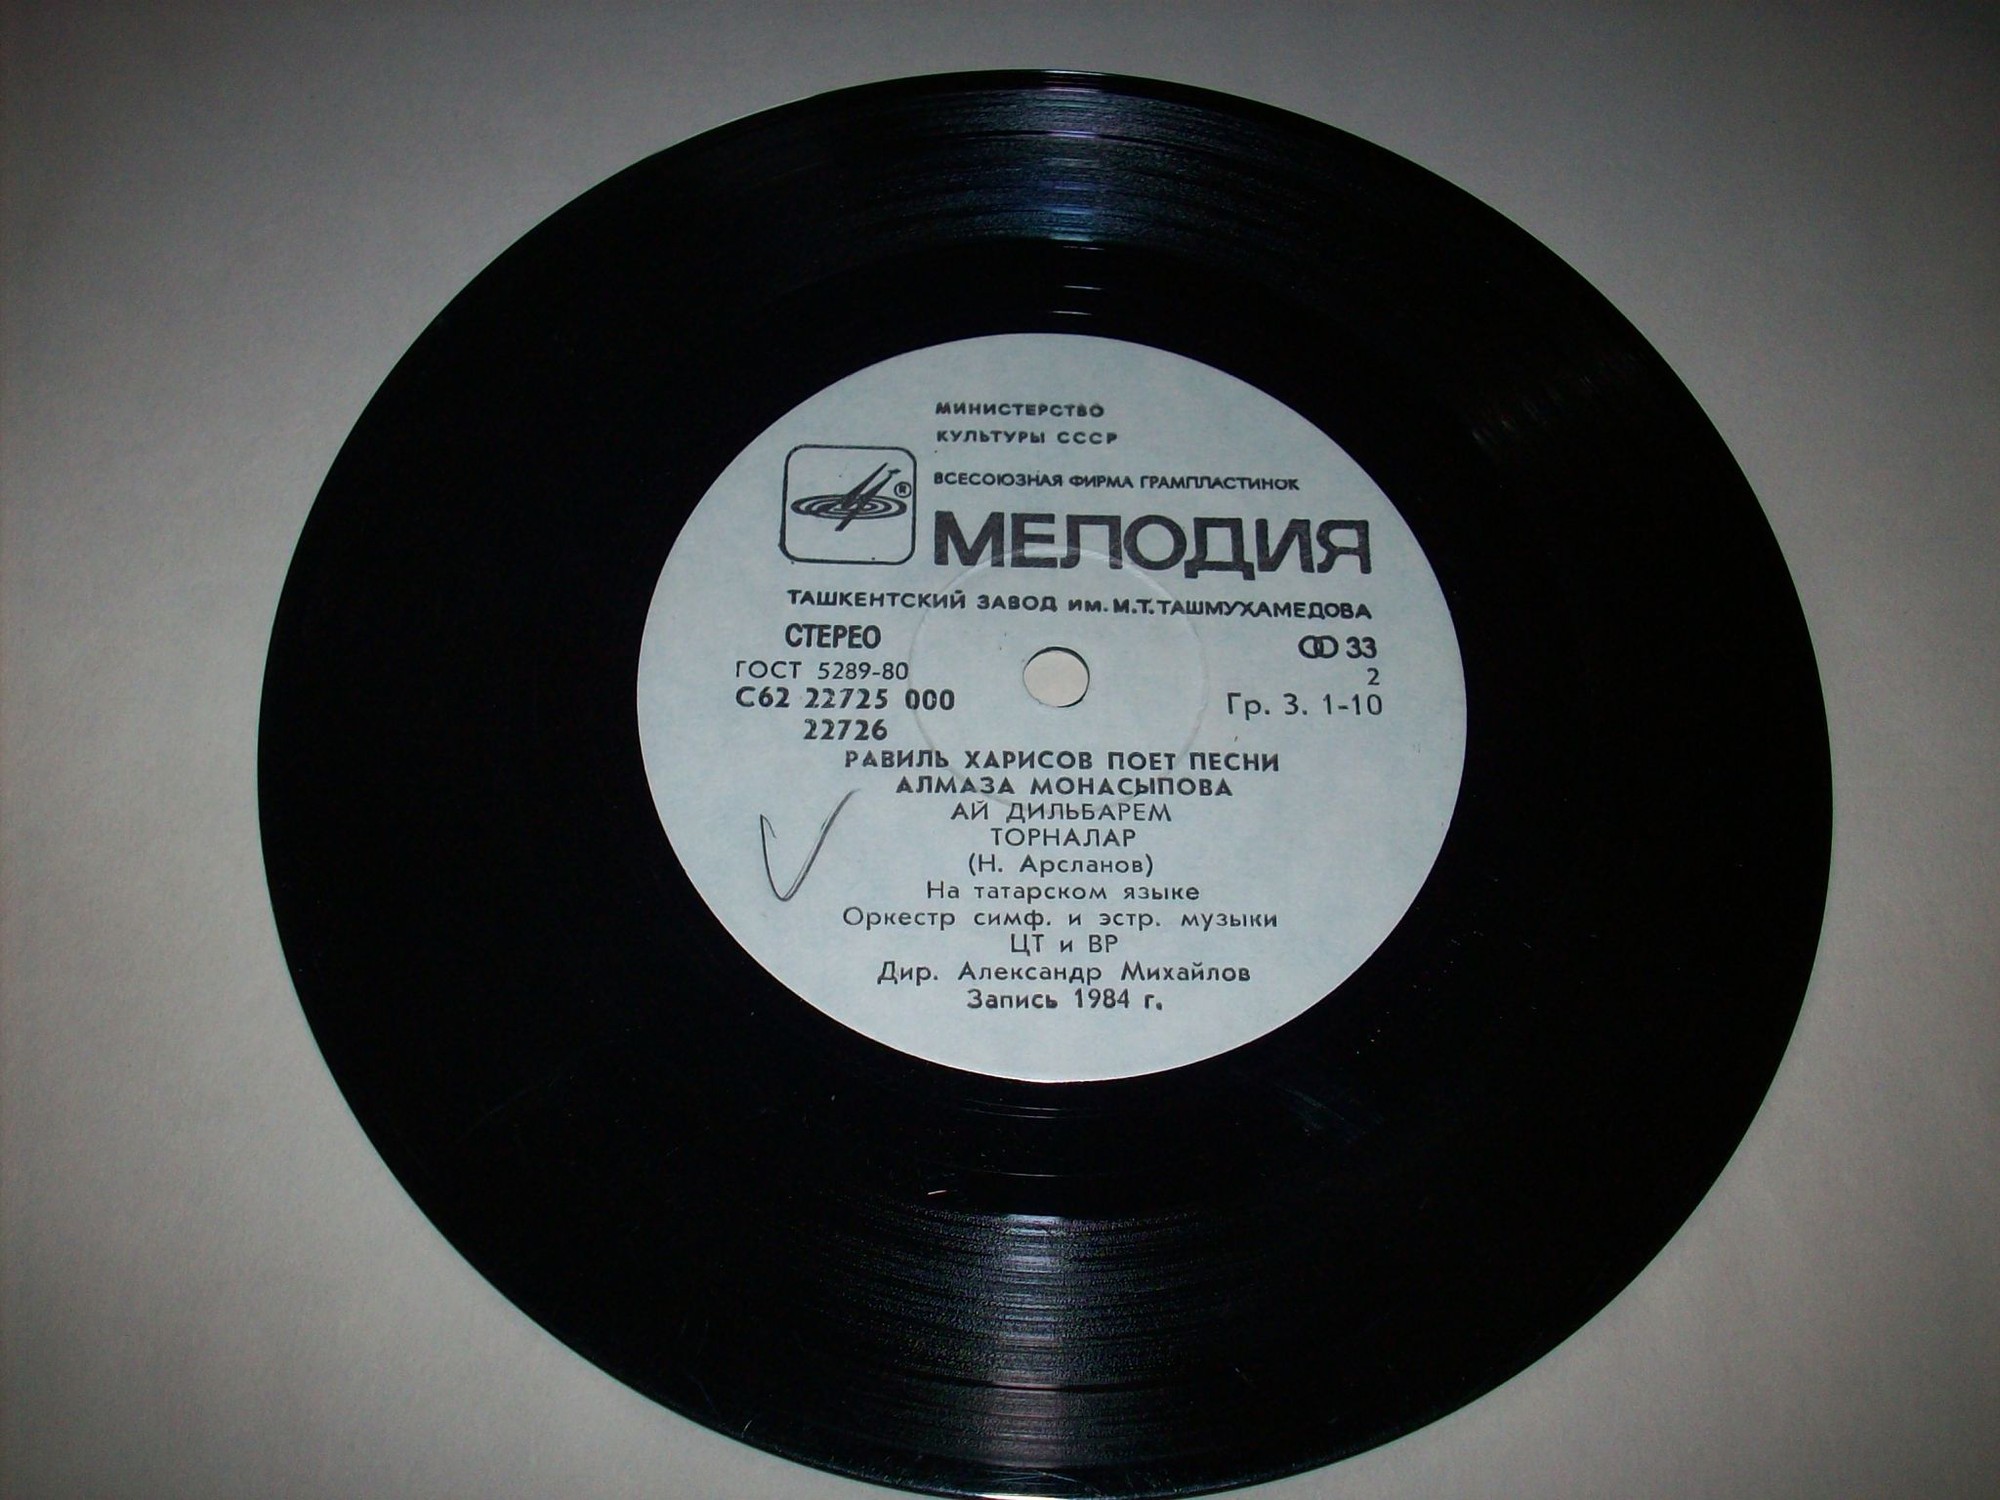 МИНИСТЕРСТВО
КУЛЬТУРЫ СССР
ВСЕСОЮЗНАЯ ФИРМА ГРАМПЛАСТИНОК
®
МЕЛОДИЯ
ТАШКЕНТСКИЙ ЗАВОД им. М.Т. ТАШМУХАМЕДОВА
СТЕРЕО 33
ГОСТ 5289-80 2
С62 22725 000 Гр. 3. 1-10
22726
РАВИЛЬ ХАРИСОВ ПОЕТ ПЕСНИ
АЛМАЗА МОНАСЫПОВА
АЙ ДИЛЬБАРЕМ
ТОРНАЛАР
(Н. Арсланов)
На татарском языке
Оркестр симф. и эстр. музыки
ЦТ и ВР
Дир. Александр Михайлов
Запись 1984 г.